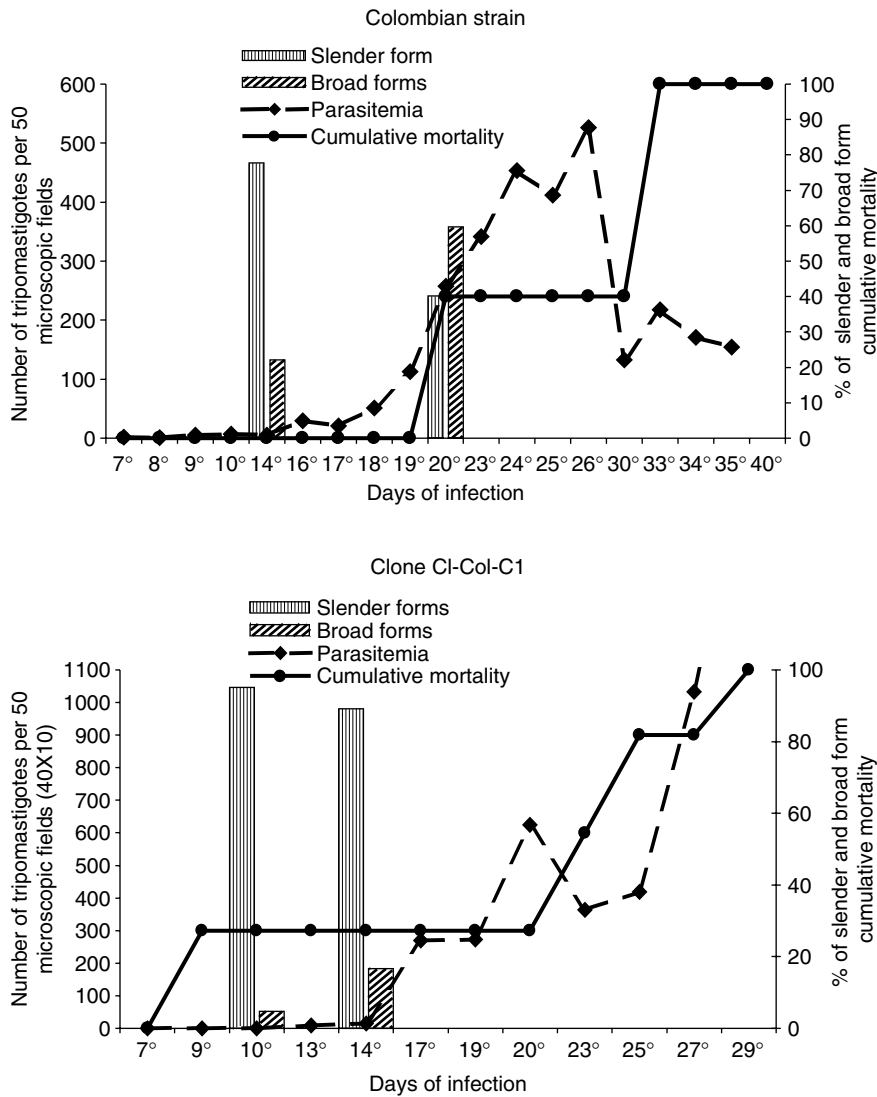 Colombian strain
Slender form
Broad forms
Parasitemia
Cumulative mortality
Number of tripomastigotes per 50
microscopic fields
600
500
400
300
200
100
0
100
90
80
70
60
50
40
30
20
10
0
% of slender and broad form
cumulative mortality
7° 8° 9° 10° 14° 16° 17° 18° 19° 20° 23° 24° 25° 26° 30° 33° 34° 35° 40°
Days of infection
Clone Cl-Col-C1
Slender forms
Broad forms
Parasitemia
Cumulative mortality
Number of tripomastigotes per 50
microscopic fields (40X10)
1100
1000
900
800
700
600
500
400
300
200
100
0
100
80
60
40
20
0
% of slender and broad form
cumulative mortality
7° 9° 10° 13° 14° 17° 19° 20° 23° 25° 27° 29°
Days of infection